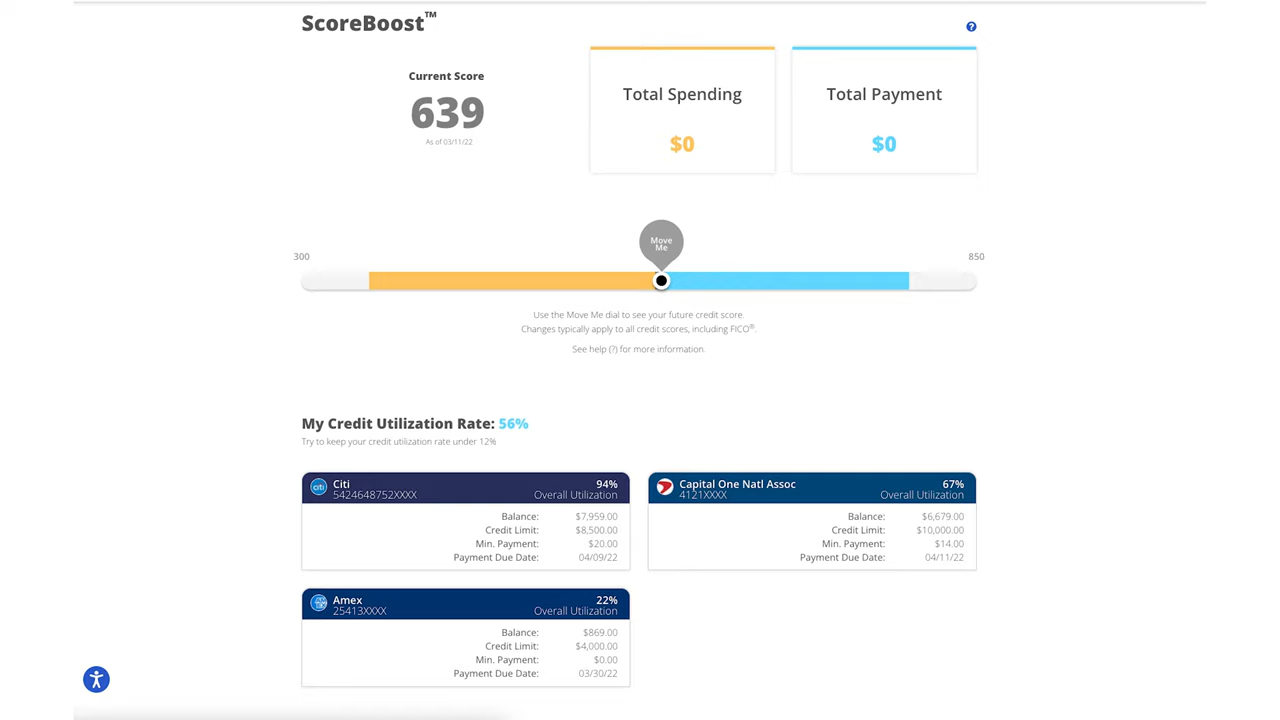 ScoreBoost™
Current Score
639
As of 03/11/22
Total Spending
$0
Total Payment
$0
Move
Me
300
850
Use the Move Me dial to see your future credit score.
Changes typically apply to all credit scores, including FICO®.
See help (?) for more information
My Credit Utilization Rate: 56%
Try to keep your credit utilization rate under 12%
Citi 94%
5424648752XXXX Overall Utilization
Balance: $7,959.00
Credit Limit: $8,500.00
Min. Payment: $20.00
Payment Due Date: 04/09/22
Capital One Natl Assoc 67%
4121XXXX Overall Utilization
Balance: $6,679.00
Credit Limit: $10,000.00
Min. Payment: $14.00
Payment Due Date: 04/11/22
Amex 22%
25413XXXX Overall Utilization
Balance: $869.00
Credit Limit: $4,000.00
Min. Payment: $0.00
Payment Due Date: 03/30/22